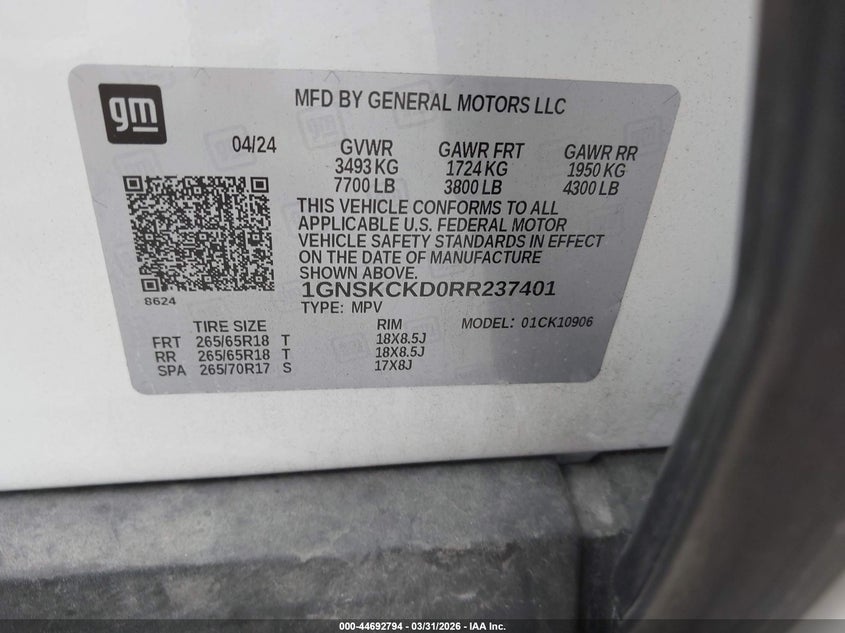 gm
MFD BY GENERAL MOTORS LLC
04/24 GVWR GAWR FRT GAWR RR
3493 KG 1724 KG 1950 KG
7700 LB 3800 LB 4300 LB
THIS VEHICLE CONFORMS TO ALL
APPLICABLE U.S. FEDERAL MOTOR
VEHICLE SAFETY STANDARDS IN EFFECT
ON THE DATE OF MANUFACTURE
SHOWN ABOVE.
8624
1GNSKCKD0RR237401
TYPE: MPV
TIRE SIZE RIM MODEL: 01CK10906
FRT 265/65R18 T 18X8.5J
RR 265/65R18 T 18X8.5J
SPA 265/70R17 S 17X8J
000-44692794 - 03/31/2026 - IAA Inc.